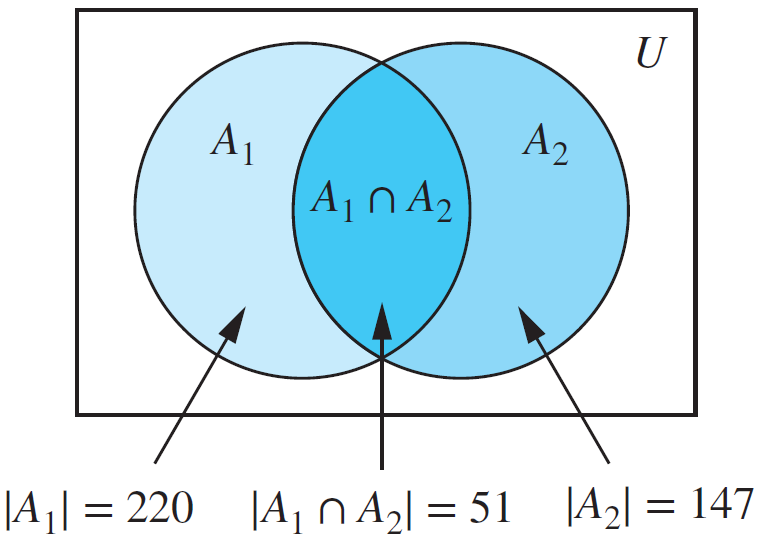 U
A₁ A₂
A₁ ∩ A₂
|A₁| = 220 |A₁ ∩ A₂| = 51 |A₂| = 147